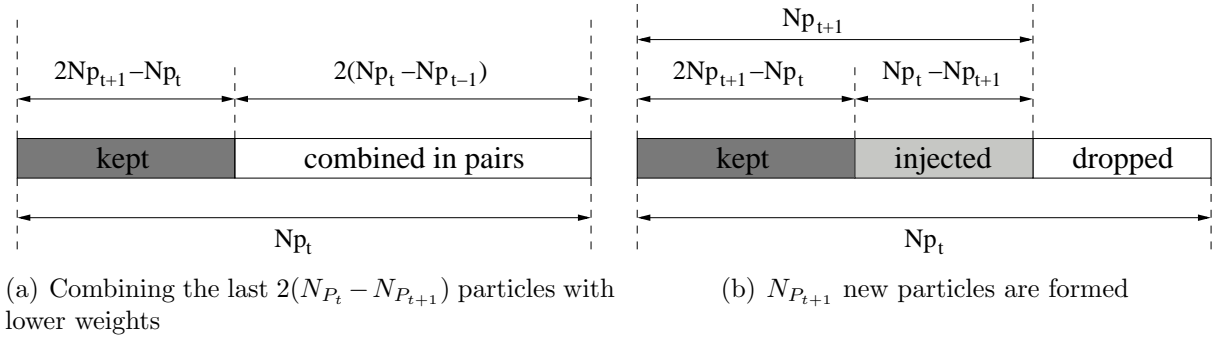 2Np_{t+1} – Np_t
2(Np_t – Np_{t–1})
kept
combined in pairs
Np_t
(a) Combining the last 2(N_{P_t} − N_{P_{t+1}}) particles with
lower weights
Np_{t+1}
2Np_{t+1} – Np_t
Np_t – Np_{t+1}
kept
injected
dropped
Np_t
(b) N_{P_{t+1}} new particles are formed